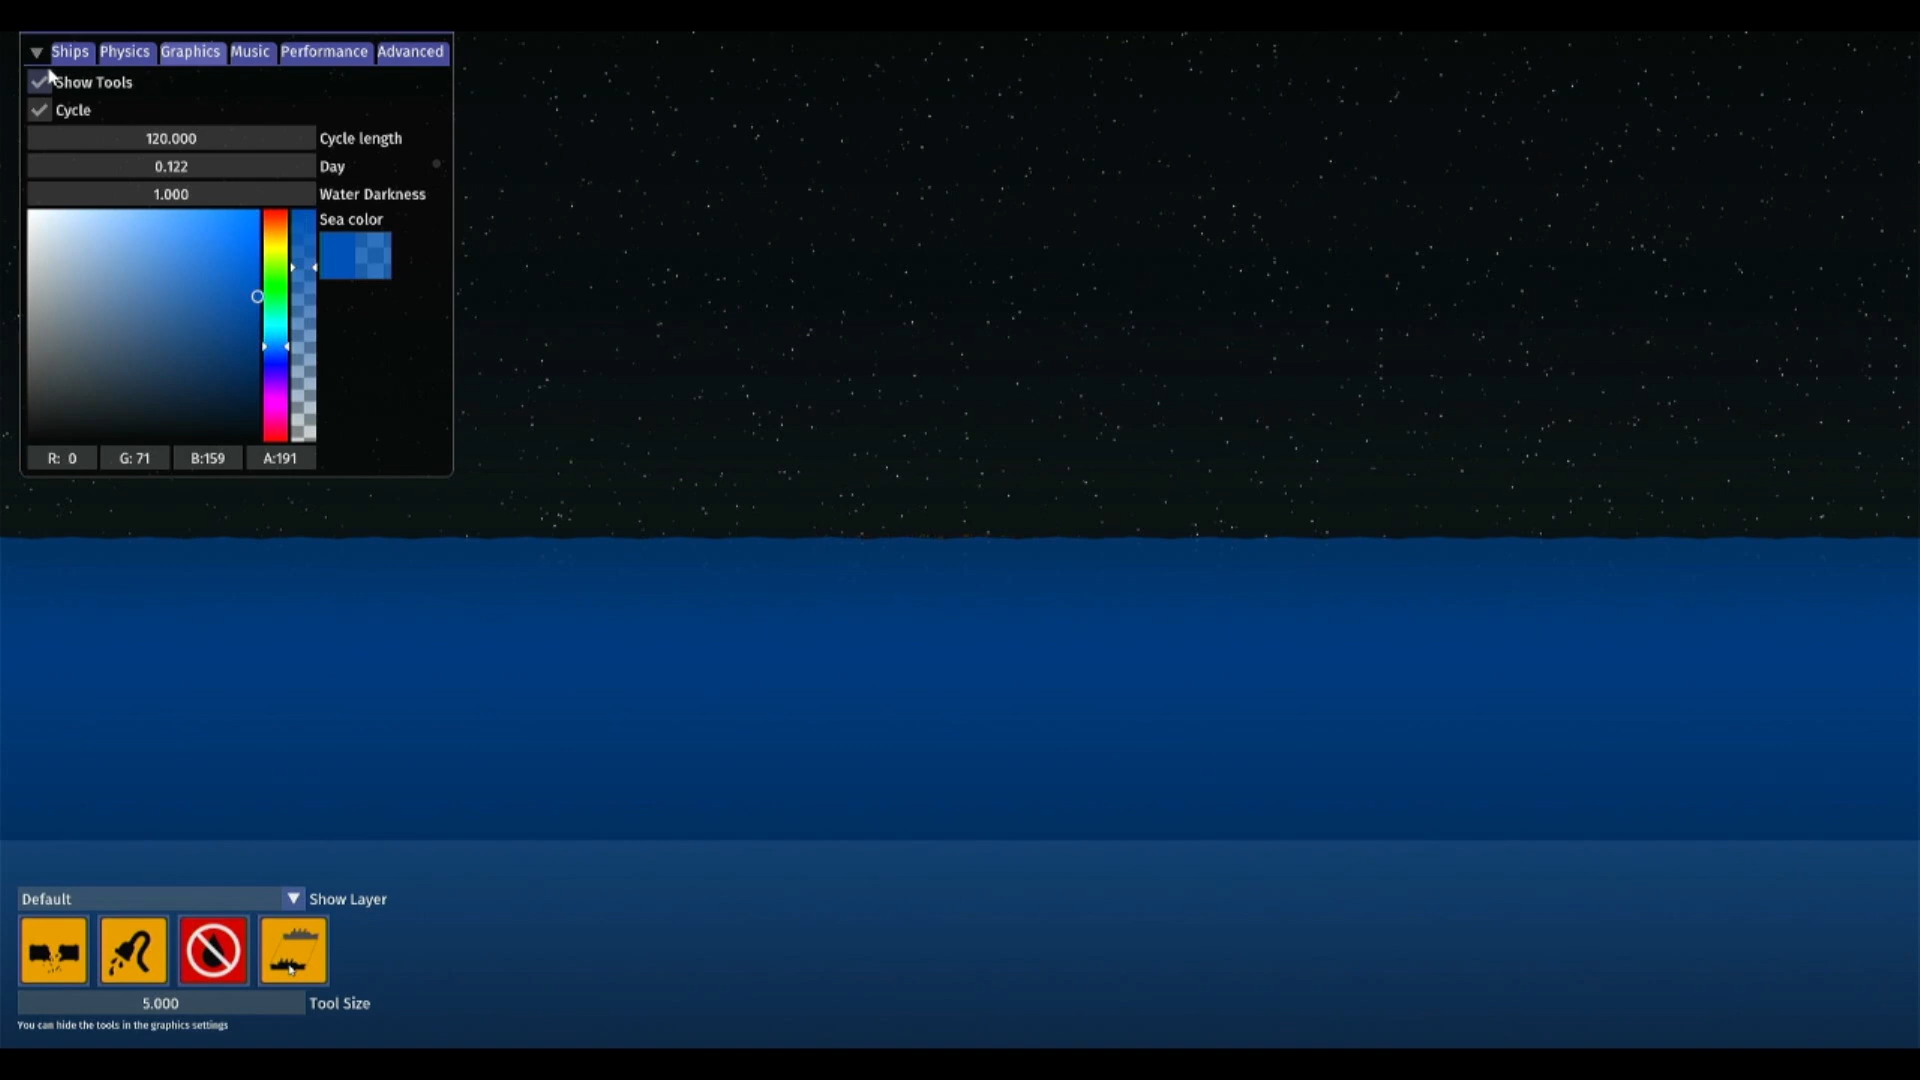 Ships Physics Graphics Music Performance Advanced
Show Tools
Cycle
120.000 Cycle length
0.122 Day
1.000 Water Darkness
Sea color
R: 0 G: 71 B:159 A:191
Default Show Layer
5.000 Tool Size
You can hide the tools in the graphics settings